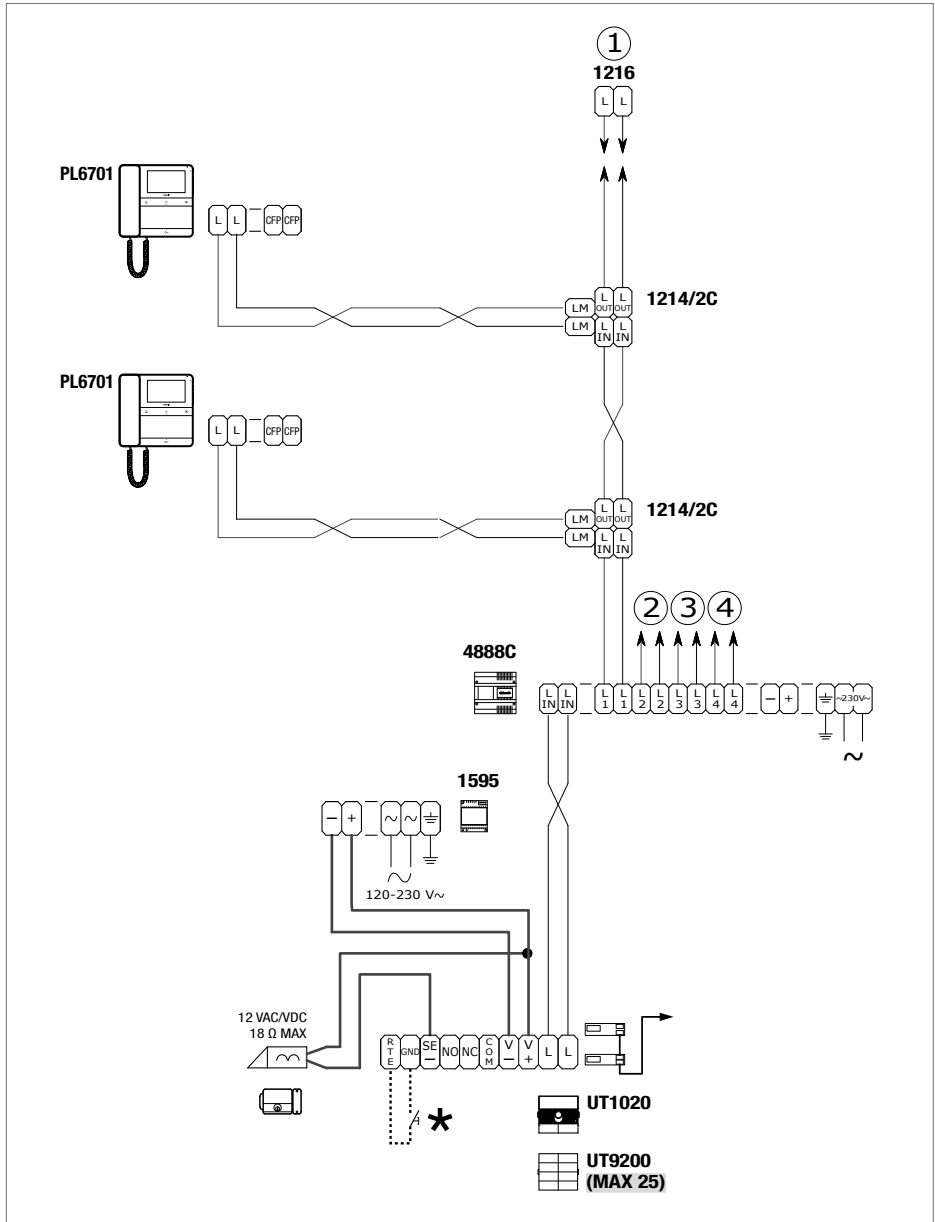 ①
1216
L L
PL6701
L L CFP CFP
1214/2C
LM L OUT L OUT
LM L IN L IN
PL6701
L L CFP CFP
1214/2C
LM L OUT L OUT
LM L IN L IN
② ③ ④
4888C
L IN L IN L 1 L 1 L 2 L 2 L 3 L 3 L 4 L 4 − + ~230V~
~
1595
− + ~ ~
120-230 V~
12 VAC/VDC
18 Ω MAX
RTE GND SE − NO NC COM V − V + L L
*
UT1020
UT9200
(MAX 25)